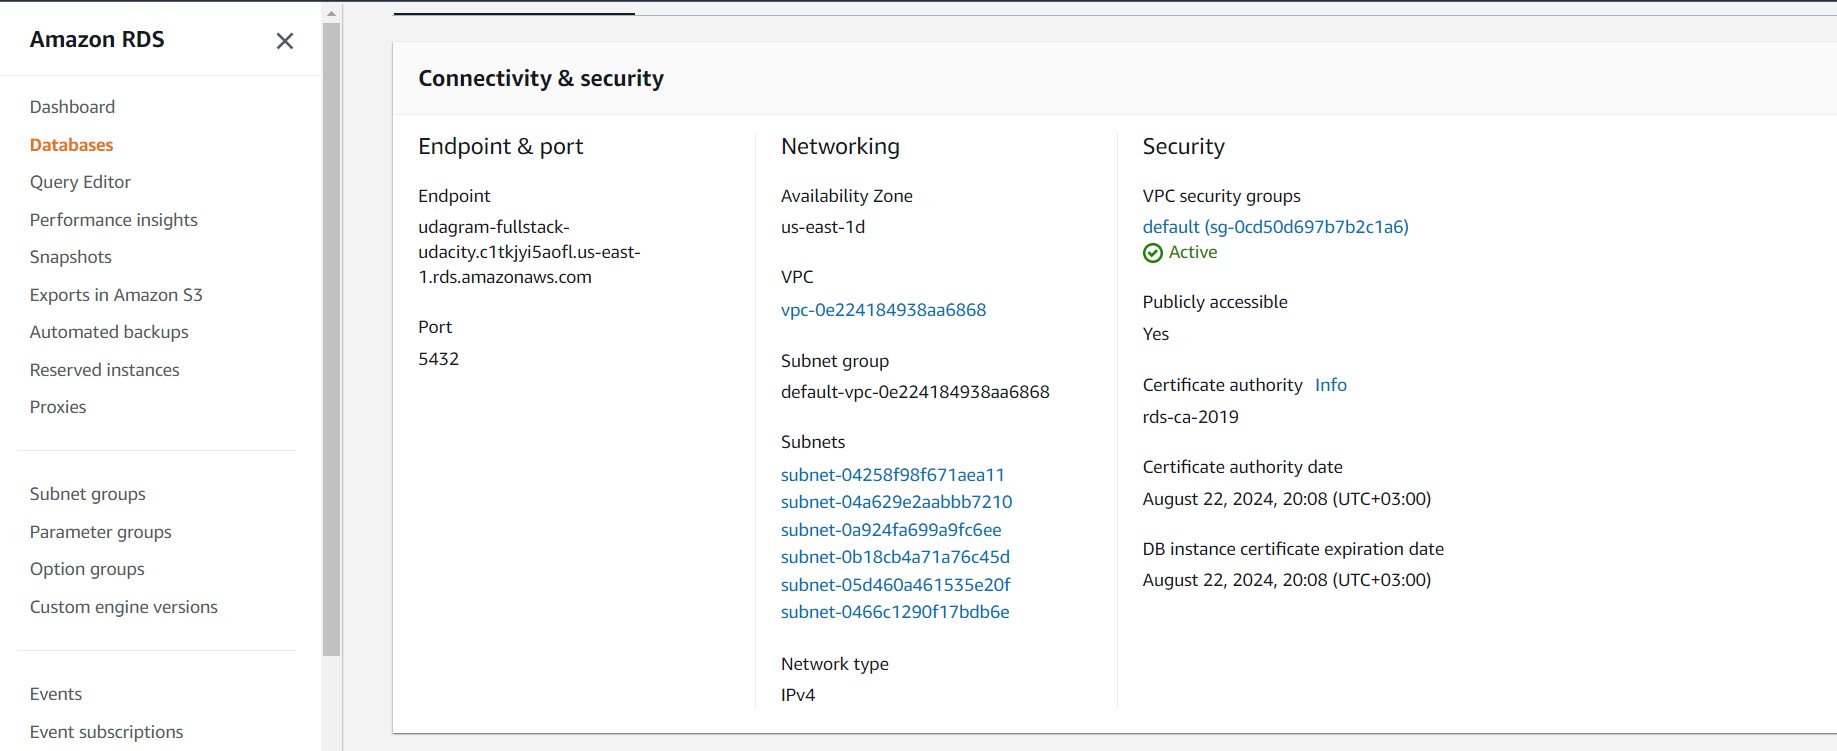 Amazon RDS
Dashboard
Databases
Query Editor
Performance insights
Snapshots
Exports in Amazon S3
Automated backups
Reserved instances
Proxies
Subnet groups
Parameter groups
Option groups
Custom engine versions
Events
Event subscriptions
Connectivity & security
Endpoint & port
Endpoint
udagram-fullstack-
udacity.c1tkjyi5aofl.us-east-
1.rds.amazonaws.com
Port
5432
Networking
Availability Zone
us-east-1d
VPC
vpc-0e224184938aa6868
Subnet group
default-vpc-0e224184938aa6868
Subnets
subnet-04258f98f671aea11
subnet-04a629e2aabbb7210
subnet-0a924fa699a9fc6ee
subnet-0b18cb4a71a76c45d
subnet-05d460a461535e20f
subnet-0466c1290f17bdb6e
Network type
IPv4
Security
VPC security groups
default (sg-0cd50d697b7b2c1a6)
Active
Publicly accessible
Yes
Certificate authority Info
rds-ca-2019
Certificate authority date
August 22, 2024, 20:08 (UTC+03:00)
DB instance certificate expiration date
August 22, 2024, 20:08 (UTC+03:00)